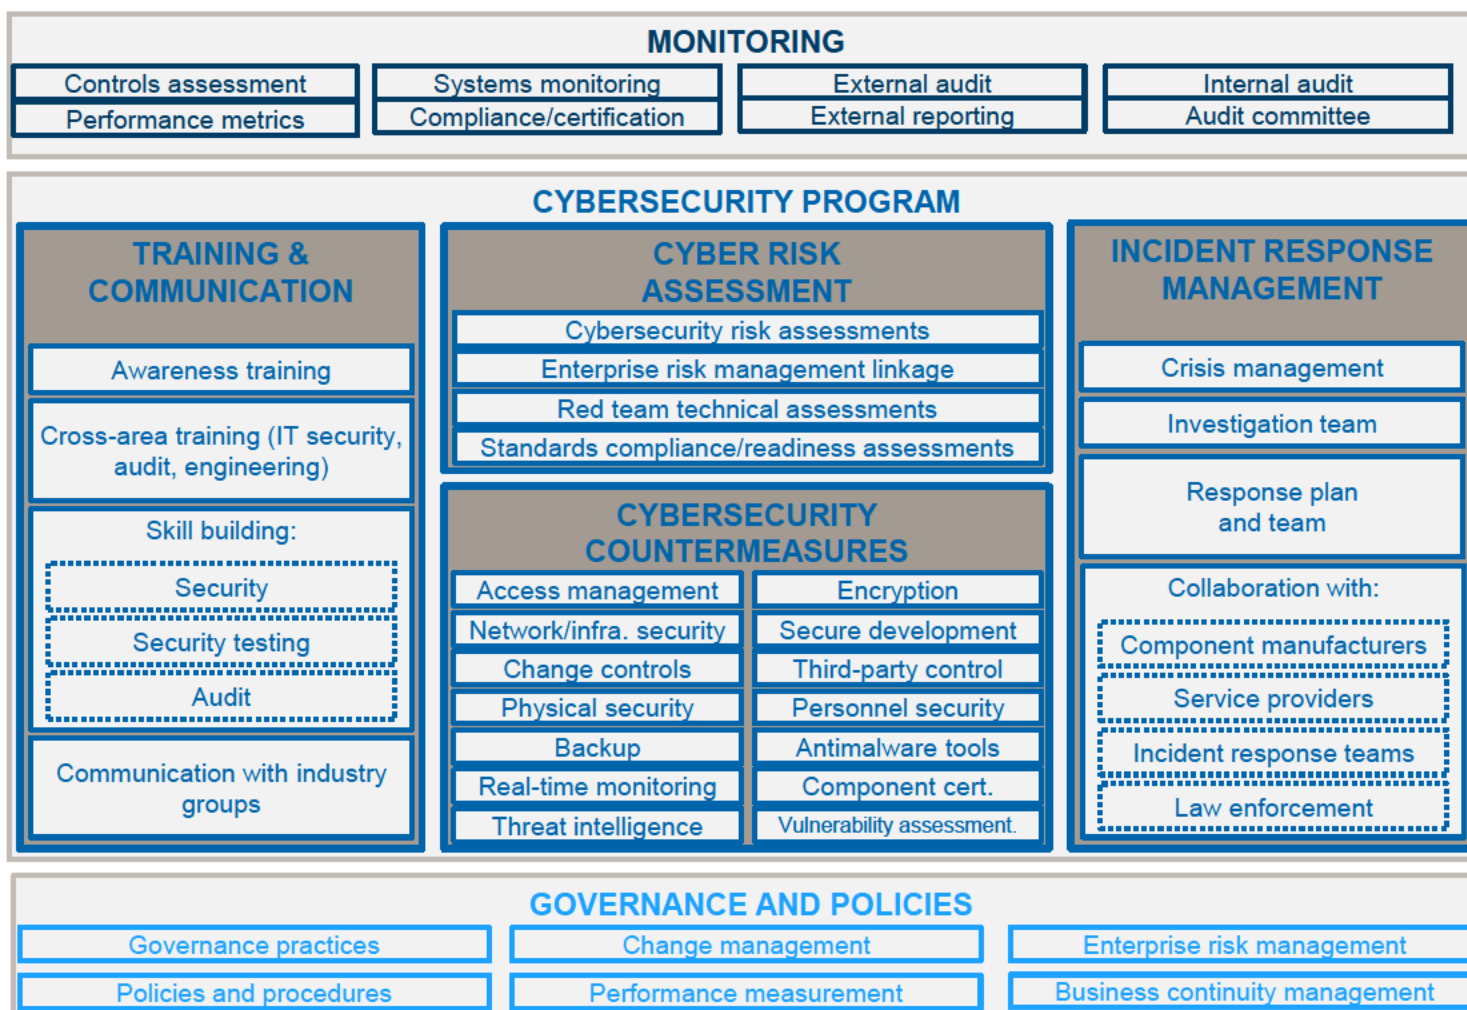 MONITORING
Controls assessment
Systems monitoring
External audit
Internal audit
Performance metrics
Compliance/certification
External reporting
Audit committee
CYBERSECURITY PROGRAM
TRAINING &
COMMUNICATION
Awareness training
Cross-area training (IT security,
audit, engineering)
Skill building:
Security
Security testing
Audit
Communication with industry
groups
CYBER RISK
ASSESSMENT
Cybersecurity risk assessments
Enterprise risk management linkage
Red team technical assessments
Standards compliance/readiness assessments
CYBERSECURITY
COUNTERMEASURES
Access management
Encryption
Network/infra. security
Secure development
Change controls
Third-party control
Physical security
Personnel security
Backup
Antimalware tools
Real-time monitoring
Component cert.
Threat intelligence
Vulnerability assessment.
INCIDENT RESPONSE
MANAGEMENT
Crisis management
Investigation team
Response plan
and team
Collaboration with:
Component manufacturers
Service providers
Incident response teams
Law enforcement
GOVERNANCE AND POLICIES
Governance practices
Change management
Enterprise risk management
Policies and procedures
Performance measurement
Business continuity management